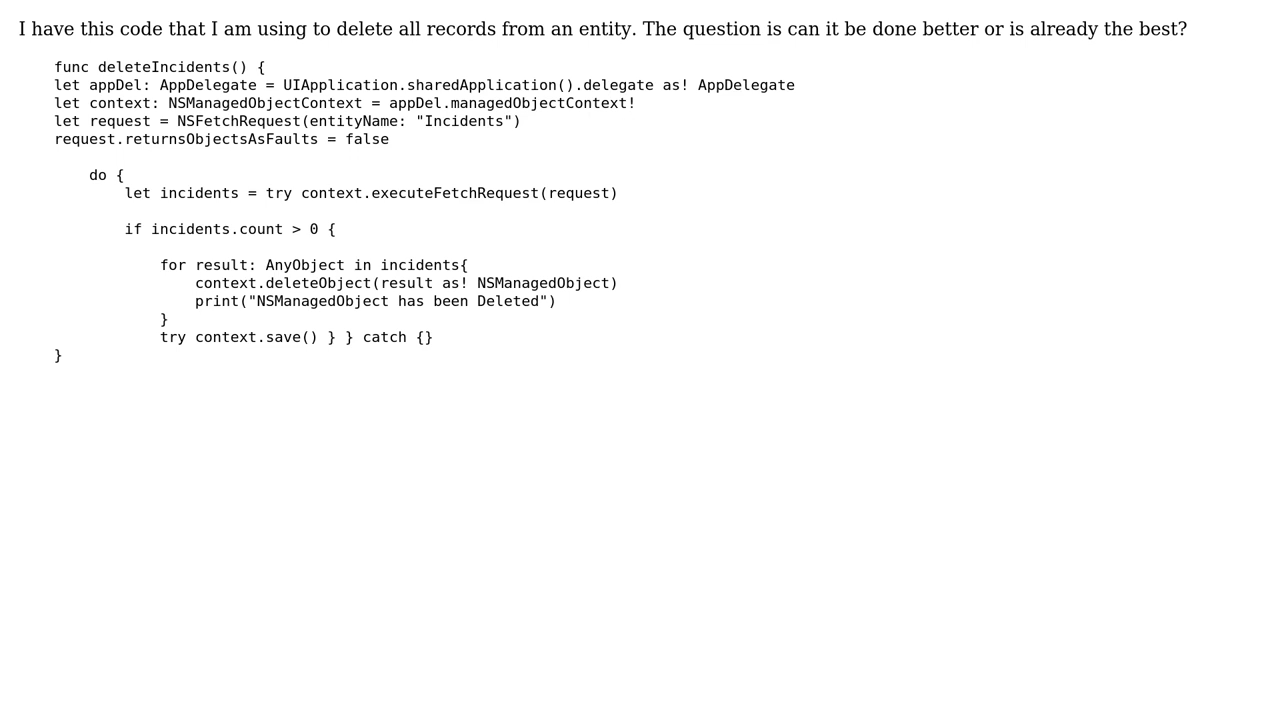 I have this code that I am using to delete all records from an entity. The question is can it be done better or is already the best?
func deleteIncidents() {
let appDel: AppDelegate = UIApplication.sharedApplication().delegate as! AppDelegate
let context: NSManagedObjectContext = appDel.managedObjectContext!
let request = NSFetchRequest(entityName: "Incidents")
request.returnsObjectsAsFaults = false
do {
let incidents = try context.executeFetchRequest(request)
if incidents.count > 0 {
for result: AnyObject in incidents{
context.deleteObject(result as! NSManagedObject)
print("NSManagedObject has been Deleted")
}
try context.save() } } catch {}
}